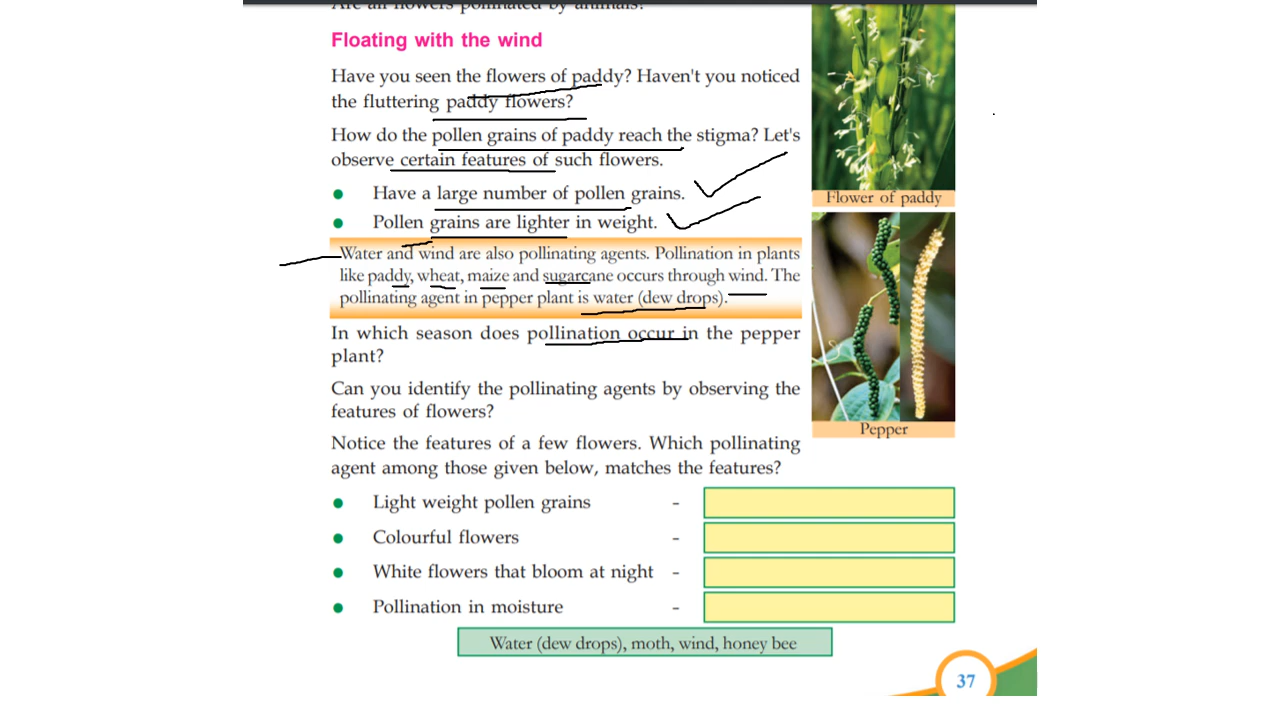 Are all flowers pollinated by animals?
Floating with the wind
Have you seen the flowers of paddy? Haven't you noticed
the fluttering paddy flowers?
How do the pollen grains of paddy reach the stigma? Let's
observe certain features of such flowers.
● Have a large number of pollen grains.
● Pollen grains are lighter in weight.
Water and wind are also pollinating agents. Pollination in plants
like paddy, wheat, maize and sugarcane occurs through wind. The
pollinating agent in pepper plant is water (dew drops).
In which season does pollination occur in the pepper
plant?
Can you identify the pollinating agents by observing the
features of flowers?
Notice the features of a few flowers. Which pollinating
agent among those given below, matches the features?
● Light weight pollen grains -
● Colourful flowers -
● White flowers that bloom at night -
● Pollination in moisture -
Water (dew drops), moth, wind, honey bee
Flower of paddy
Pepper
37